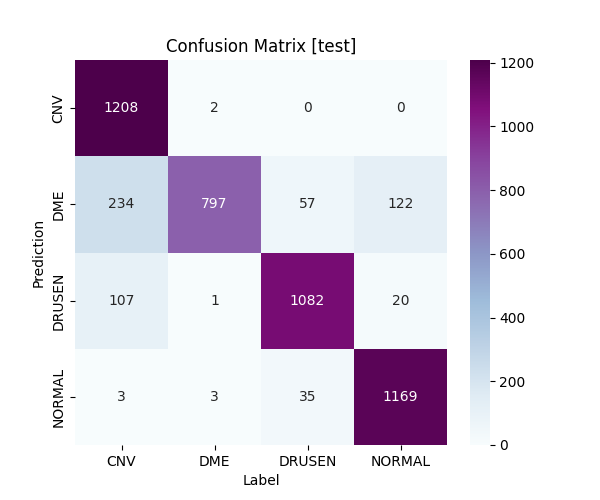 Confusion Matrix [test]
CNV 1208 2 0 0
DME 234 797 57 122
DRUSEN 107 1 1082 20
NORMAL 3 3 35 1169
CNV DME DRUSEN NORMAL
Label
Prediction
1200
1000
800
600
400
200
0